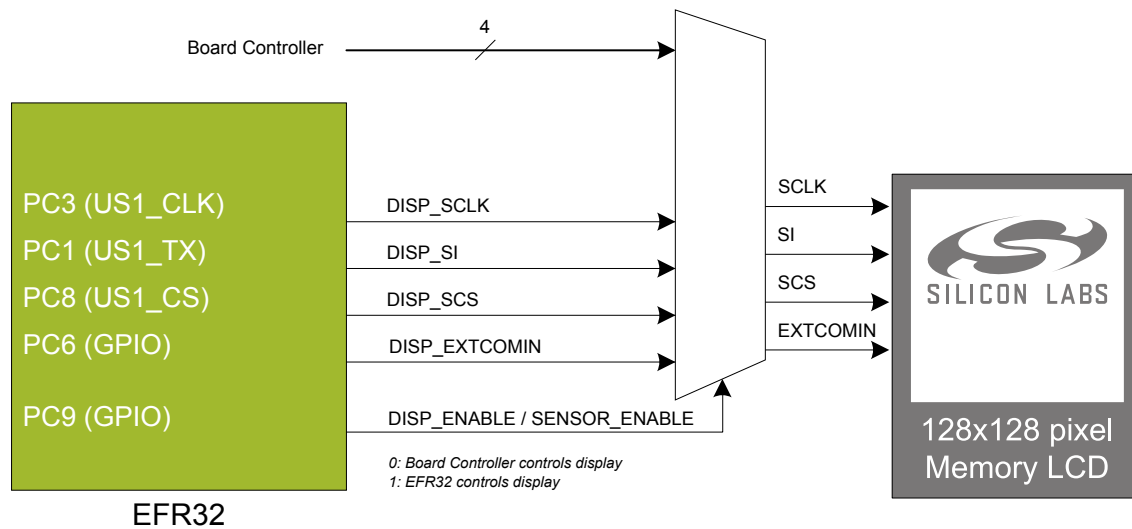 4
Board Controller
PC3 (US1_CLK)
DISP_SCLK
SCLK
PC1 (US1_TX)
DISP_SI
SI
PC8 (US1_CS)
DISP_SCS
SCS
PC6 (GPIO)
DISP_EXTCOMIN
EXTCOMIN
SILICON LABS
PC9 (GPIO)
DISP_ENABLE / SENSOR_ENABLE
0: Board Controller controls display
1: EFR32 controls display
128x128 pixel
Memory LCD
EFR32